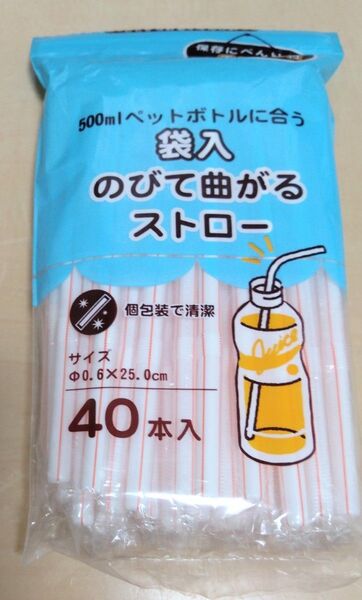 保存にべんり
500mlペットボトルに合う
袋入
のびて曲がる
ストロー
個包装で清潔
サイズ
Φ0.6×25.0cm
40本入
Juice